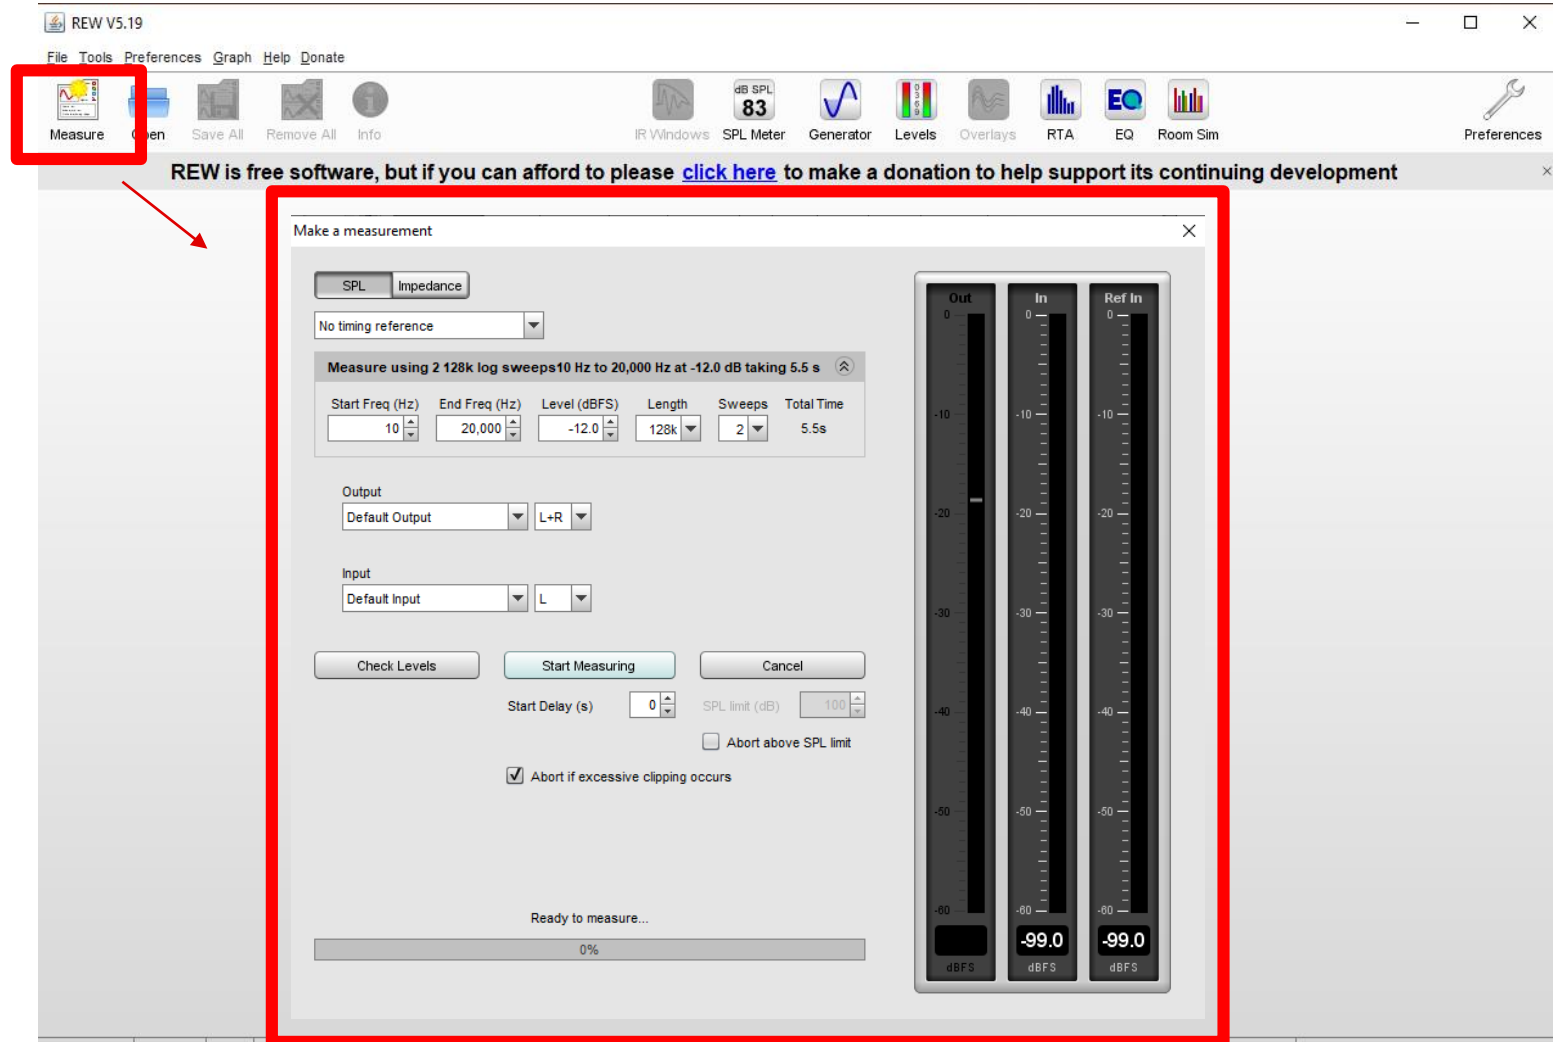 REW V5.19
File Tools Preferences Graph Help Donate
dB SPL
83
Measure Open Save All Remove All Info IR Windows SPL Meter Generator Levels Overlays RTA EQ Room Sim Preferences
REW is free software, but if you can afford to please click here to make a donation to help support its continuing development
Make a measurement
SPL Impedance
No timing reference
Measure using 2 128k log sweeps10 Hz to 20,000 Hz at -12.0 dB taking 5.5 s
Start Freq (Hz) End Freq (Hz) Level (dBFS) Length Sweeps Total Time
10 20,000 -12.0 128k 2 5.5s
Output
Default Output L+R
Input
Default Input L
Check Levels Start Measuring Cancel
Start Delay (s) 0 SPL limit (dB) 100
Abort above SPL limit
Abort if excessive clipping occurs
Ready to measure...
0%
Out In Ref In
0 0 0
-10 -10 -10
-20 -20 -20
-30 -30 -30
-40 -40 -40
-50 -50 -50
-60 -60 -60
-99.0 -99.0
dBFS dBFS dBFS